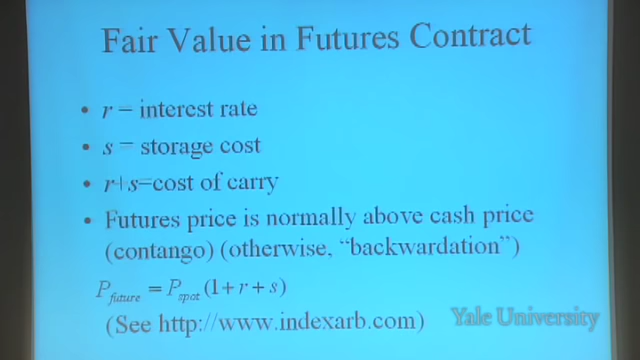 Fair Value in Futures Contract
• r = interest rate
• s = storage cost
• r+s=cost of carry
• Futures price is normally above cash price
(contango) (otherwise, “backwardation”)
P_future = P_spot (1+r+s)
(See http://www.indexarb.com)
Yale University